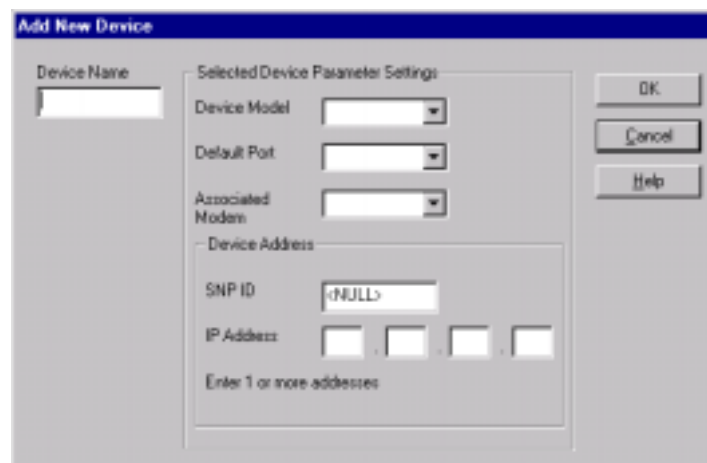 Add New Device
Device Name
Selected Device Parameter Settings
Device Model
Default Port
Associated
Modem
Device Address
SNP ID
<NULL>
IP Address
. . .
Enter 1 or more addresses
OK
Cancel
Help